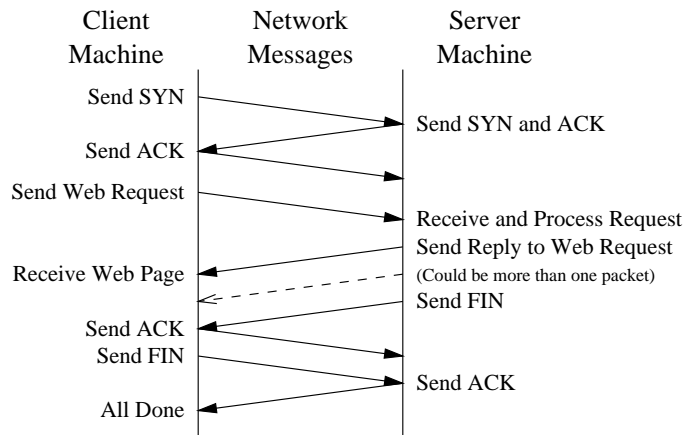 Client
Machine
Network
Messages
Server
Machine
Send SYN
Send SYN and ACK
Send ACK
Send Web Request
Receive and Process Request
Send Reply to Web Request
Receive Web Page
(Could be more than one packet)
Send FIN
Send ACK
Send FIN
Send ACK
All Done